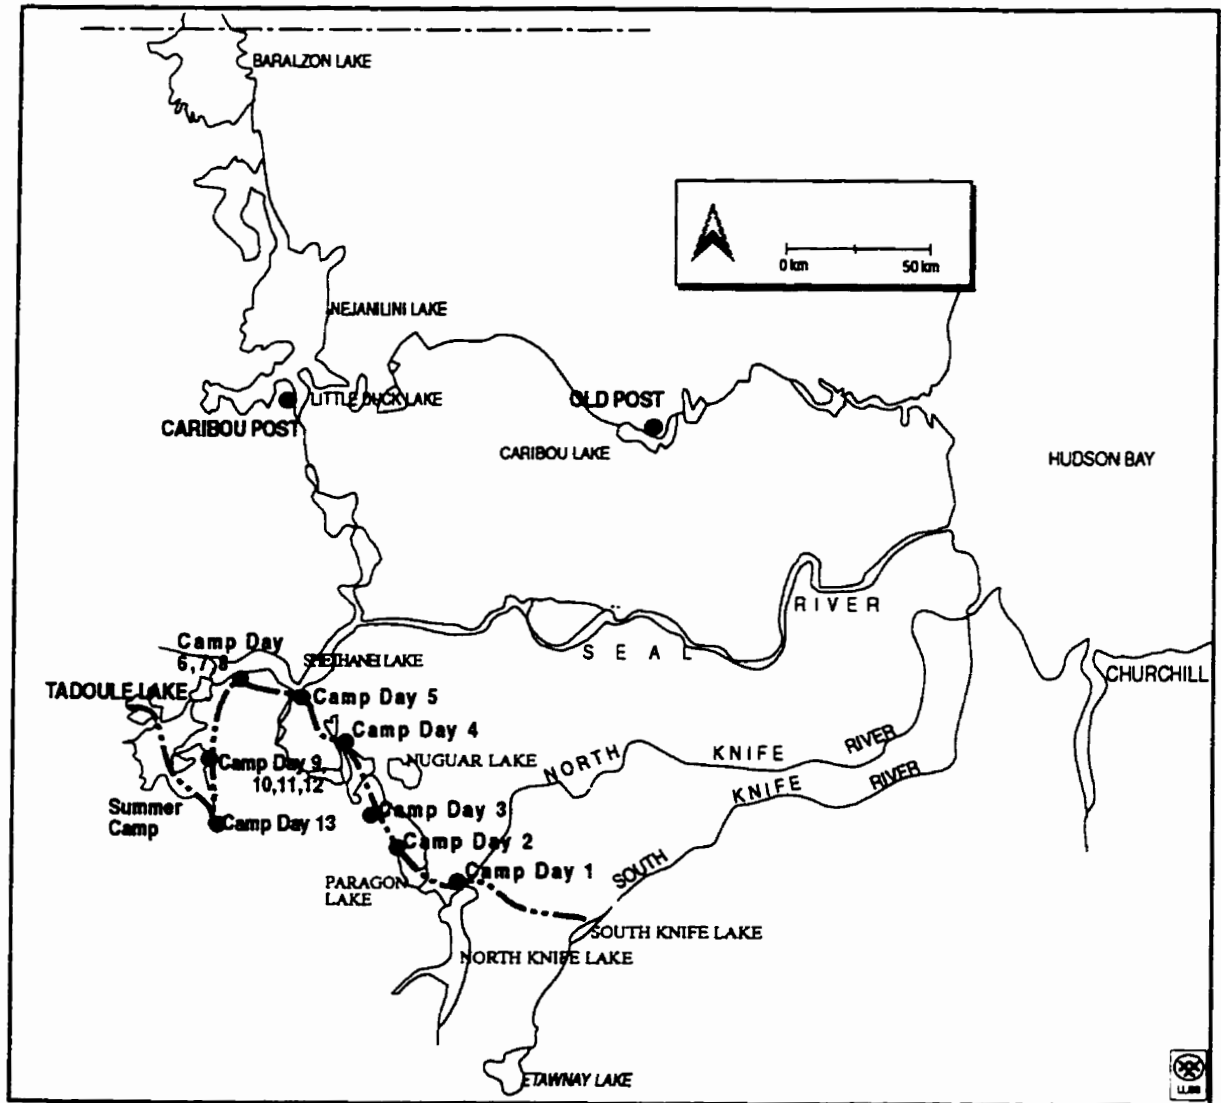 BARALZON LAKE
0 km 50 km
NEJANILINI LAKE
LITTLE DUCK LAKE
OLD POST
CARIBOU POST
CARIBOU LAKE
HUDSON BAY
RIVER
SEAL
Camp Day
6,7,8
SHETHANEI LAKE
TADOULE LAKE
Camp Day 5
CHURCHILL
Camp Day 4
NUGUAR LAKE
NORTH KNIFE RIVER
Camp Day 9,
10,11,12
SOUTH KNIFE RIVER
Summer
Camp
Camp Day 3
Camp Day 13
Camp Day 2
Camp Day 1
PARAGON
LAKE
SOUTH KNIFE LAKE
NORTH KNIFE LAKE
ETAWNAY LAKE